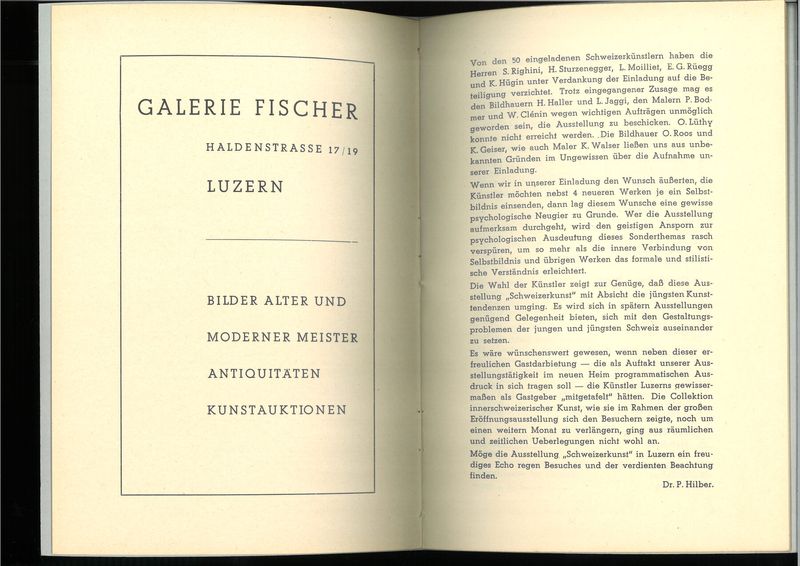 GALERIE FISCHER
HALDENSTRASSE 17/19
LUZERN
BILDER ALTER UND
MODERNER MEISTER
ANTIQUITÄTEN
KUNSTAUKTIONEN
Von den 50 eingeladenen Schweizerkünstlern haben die
Herren S. Righini, H. Sturzenegger, L. Moilliet, E. G. Rüegg
und K. Hügin unter Verdankung der Einladung auf die Be-
teiligung verzichtet. Trotz eingegangener Zusage mag es
den Bildhauern H. Haller und L. Jaggi, den Malern P. Bod-
mer und W. Clénin wegen wichtigen Aufträgen unmöglich
geworden sein, die Ausstellung zu beschicken. O. Lüthy
konnte nicht erreicht werden. Die Bildhauer O. Roos und
K. Geiser, wie auch Maler K. Walser ließen uns aus unbe-
kannten Gründen im Ungewissen über die Aufnahme un-
serer Einladung.
Wenn wir in unserer Einladung den Wunsch äußerten, die
Künstler möchten nebst 4 neueren Werken je ein Selbst-
bildnis einsenden, dann lag diesem Wunsche eine gewisse
psychologische Neugier zu Grunde. Wer die Ausstellung
aufmerksam durchgeht, wird den geistigen Ansporn zur
psychologischen Ausdeutung dieses Sonderthemas rasch
verspüren, um so mehr als die innere Verbindung von
Selbstbildnis und übrigen Werken das formale und stilisti-
sche Verständnis erleichtert.
Die Wahl der Künstler zeigt zur Genüge, daß diese Aus-
stellung „Schweizerkunst" mit Absicht die jüngsten Kunst-
tendenzen umging. Es wird sich in spätern Ausstellungen
genügend Gelegenheit bieten, sich mit den Gestaltungs-
problemen der jungen und jüngsten Schweiz auseinander
zu setzen.
Es wäre wünschenswert gewesen, wenn neben dieser er-
freulichen Gastdarbietung — die als Auftakt unserer Aus-
stellungstätigkeit im neuen Heim programmatischen Aus-
druck in sich tragen soll — die Künstler Luzerns gewisser-
maßen als Gastgeber „mitgetafelt" hätten. Die Collektion
innerschweizerischer Kunst, wie sie im Rahmen der großen
Eröffnungsausstellung sich den Besuchern zeigte, noch um
einen weitern Monat zu verlängern, ging aus räumlichen
und zeitlichen Ueberlegungen nicht wohl an.
Möge die Ausstellung „Schweizerkunst" in Luzern ein freu-
diges Echo regen Besuches und der verdienten Beachtung
finden.
Dr. P. Hilber.